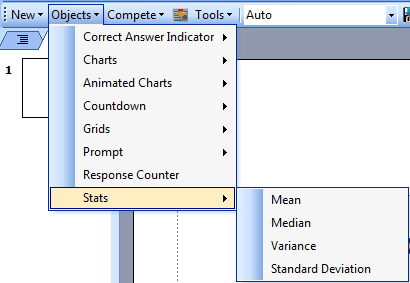 New Objects Compete Tools Auto
1
Correct Answer Indicator
Charts
Animated Charts
Countdown
Grids
Prompt
Response Counter
Stats
Mean
Median
Variance
Standard Deviation